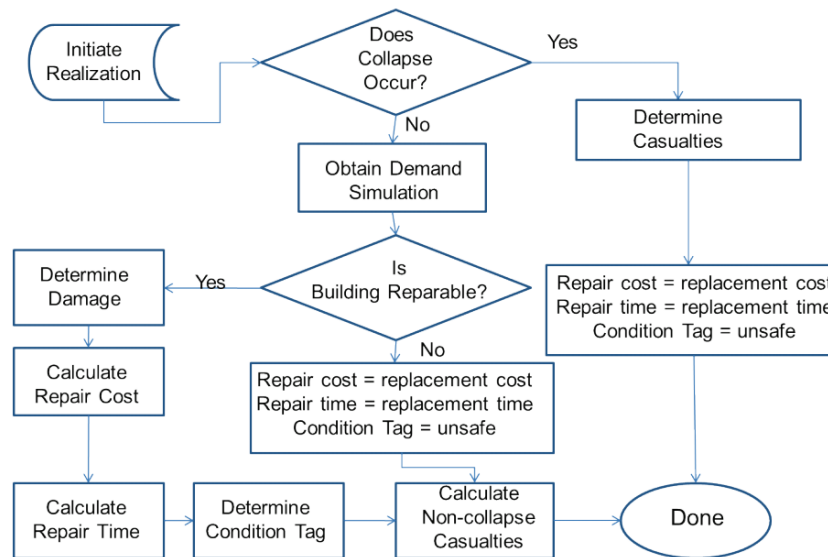 Initiate
Realization
Does
Collapse
Occur?
Yes
No
Determine
Casualties
Obtain Demand
Simulation
Is
Building Reparable?
Yes
No
Determine
Damage
Repair cost = replacement cost
Repair time = replacement time
Condition Tag = unsafe
Calculate
Repair Cost
Repair cost = replacement cost
Repair time = replacement time
Condition Tag = unsafe
Calculate
Repair Time
Determine
Condition Tag
Calculate
Non-collapse
Casualties
Done